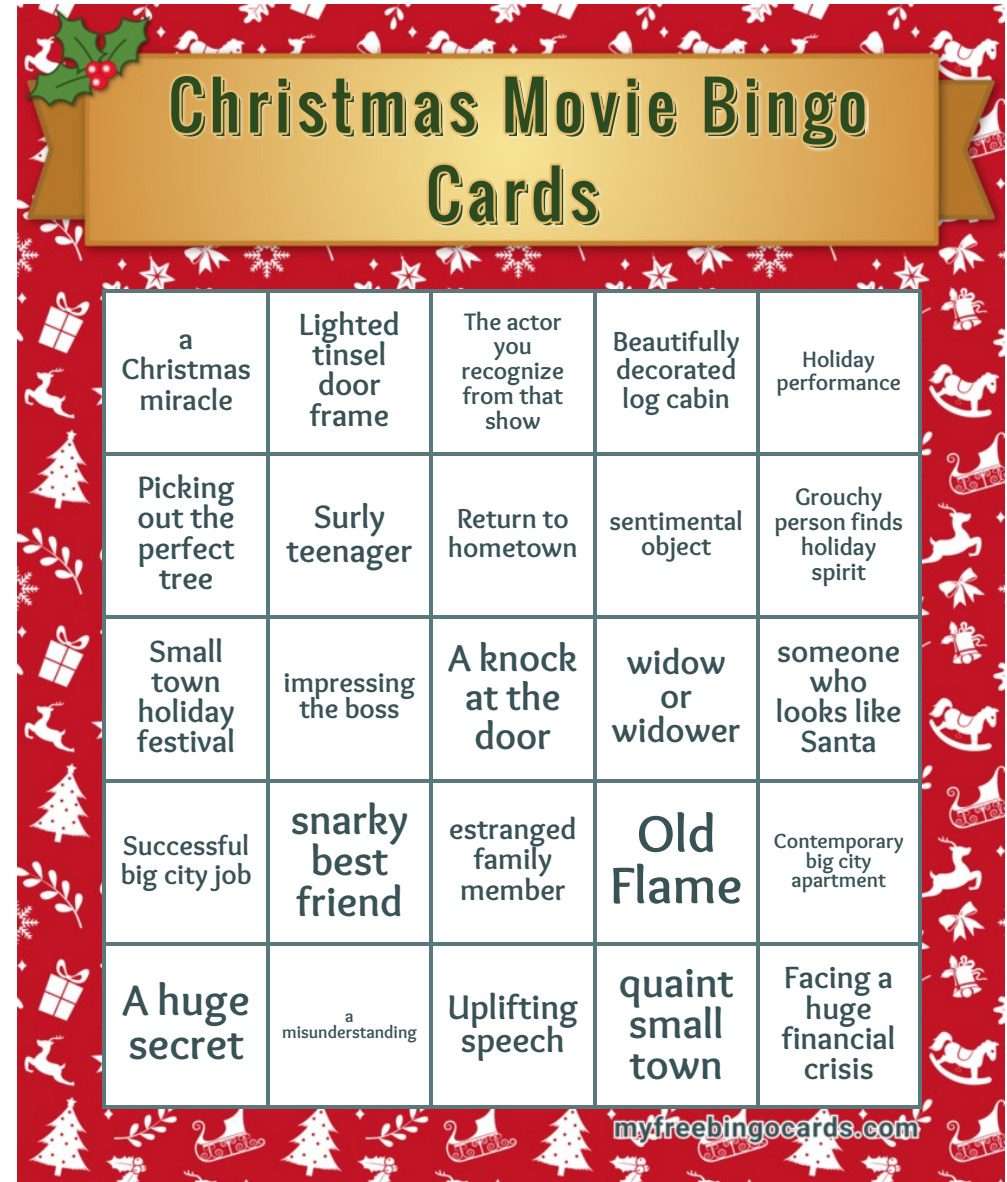 Christmas Movie Bingo
Cards
a
Christmas
miracle
Lighted
tinsel
door
frame
The actor
you
recognize
from that
show
Beautifully
decorated
log cabin
Holiday
performance
Picking
out the
perfect
tree
Surly
teenager
Return to
hometown
sentimental
object
Grouchy
person finds
holiday
spirit
Small
town
holiday
festival
impressing
the boss
A knock
at the
door
widow
or
widower
someone
who
looks like
Santa
Successful
big city job
snarky
best
friend
estranged
family
member
Old
Flame
Contemporary
big city
apartment
A huge
secret
a
misunderstanding
Uplifting
speech
quaint
small
town
Facing a
huge
financial
crisis
myfreebingocards.com